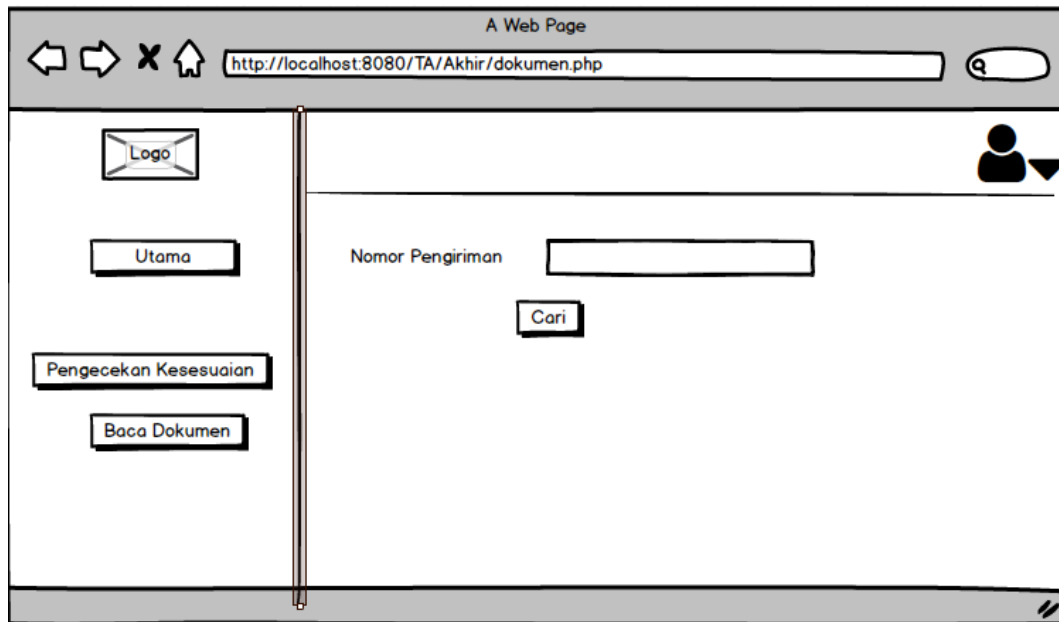 A Web Page
http://localhost:8080/TA/Akhir/dokumen.php
Logo
Utama
Pengecekan Kesesuaian
Baca Dokumen
Nomor Pengiriman
Cari